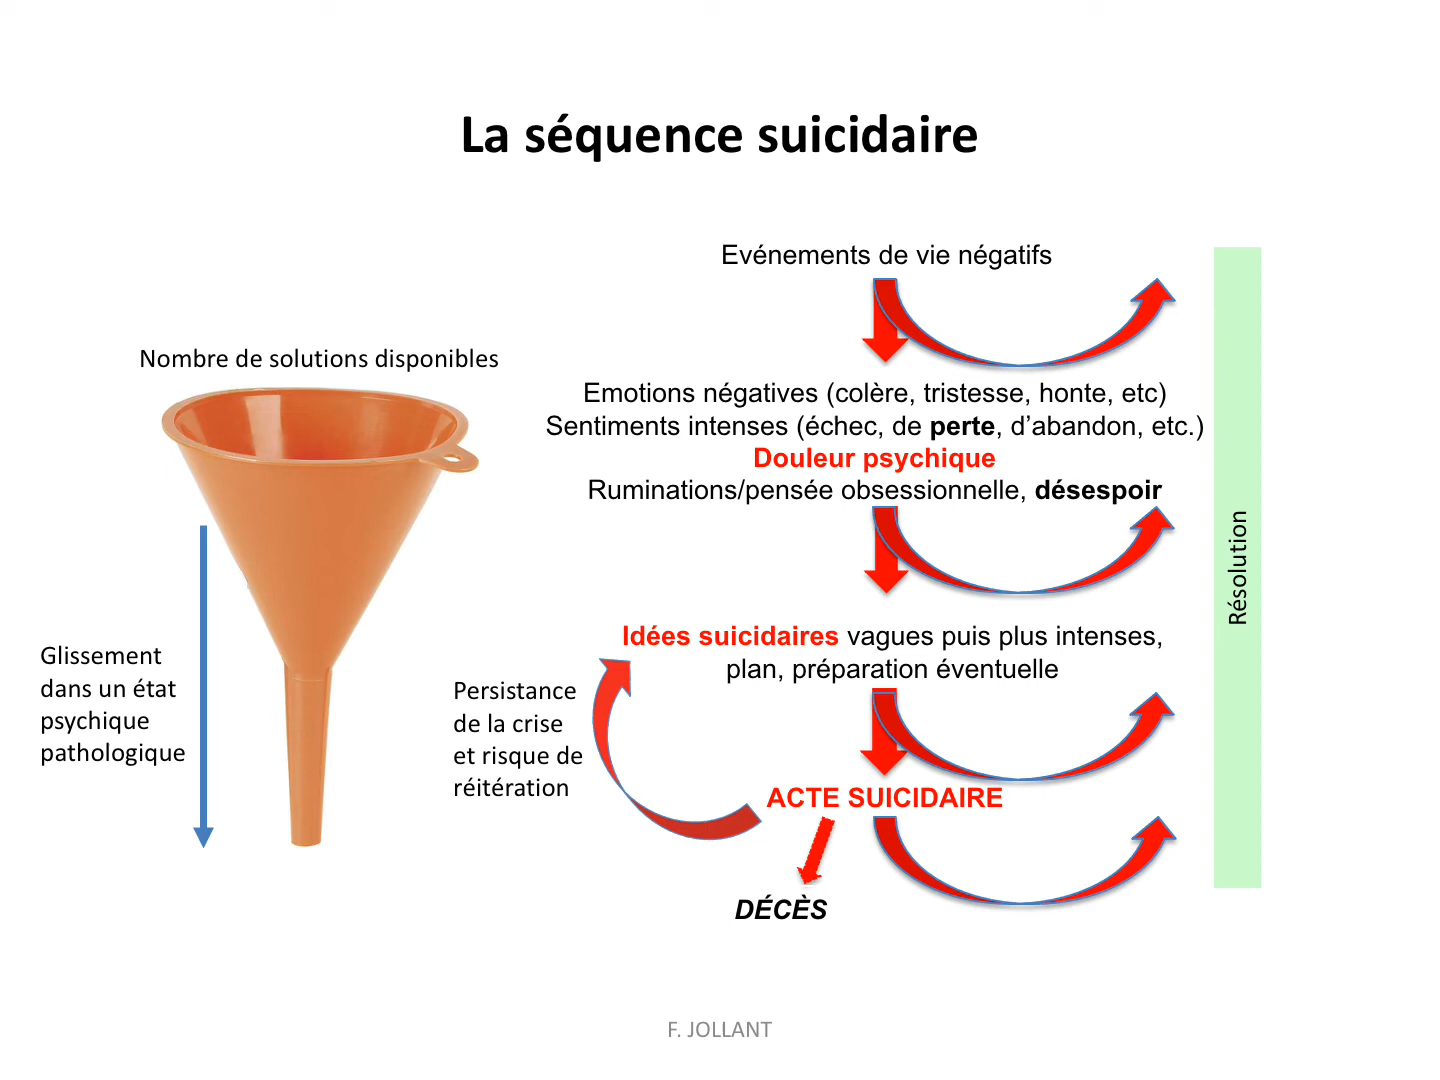 La séquence suicidaire
Evénements de vie négatifs
Nombre de solutions disponibles
Emotions négatives (colère, tristesse, honte, etc)
Sentiments intenses (échec, de perte, d’abandon, etc.)
Douleur psychique
Ruminations/pensée obsessionnelle, désespoir
Résolution
Idées suicidaires vagues puis plus intenses,
plan, préparation éventuelle
Glissement
dans un état
psychique
pathologique
Persistance
de la crise
et risque de
réitération
ACTE SUICIDAIRE
DÉCÈS
F. JOLLANT